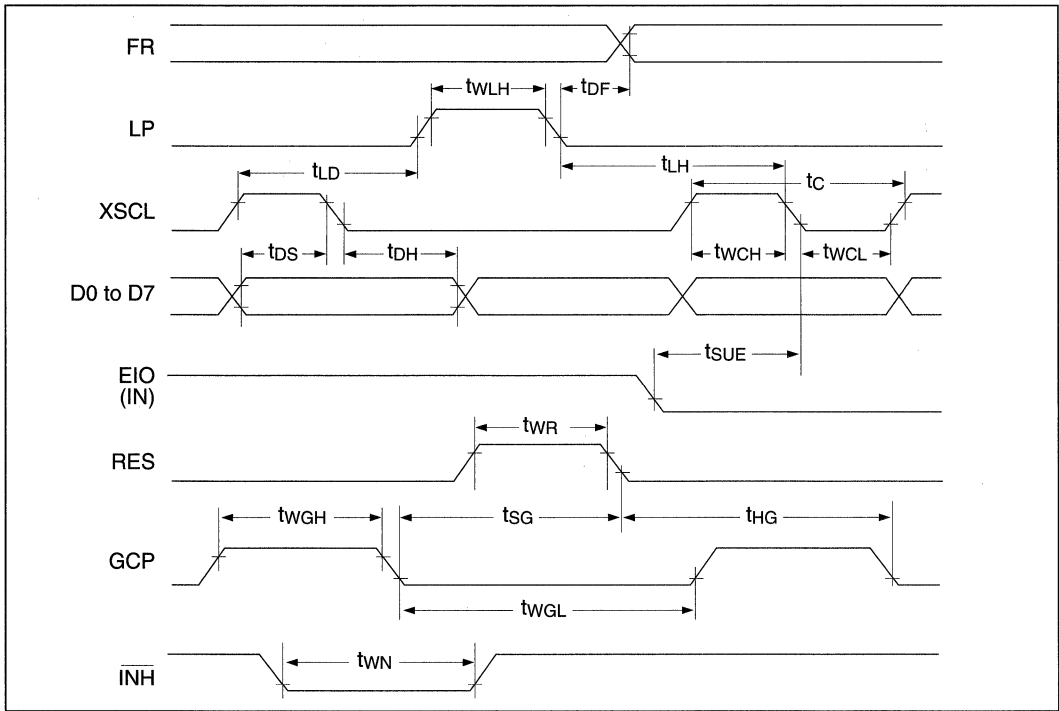 FR
tWLH
tDF
LP
tLD
tLH
tC
XSCL
tDS
tDH
tWCH
tWCL
D0 to D7
tSUE
EIO
(IN)
tWR
RES
tWGH
tSG
tHG
GCP
tWGL
tWN
INH